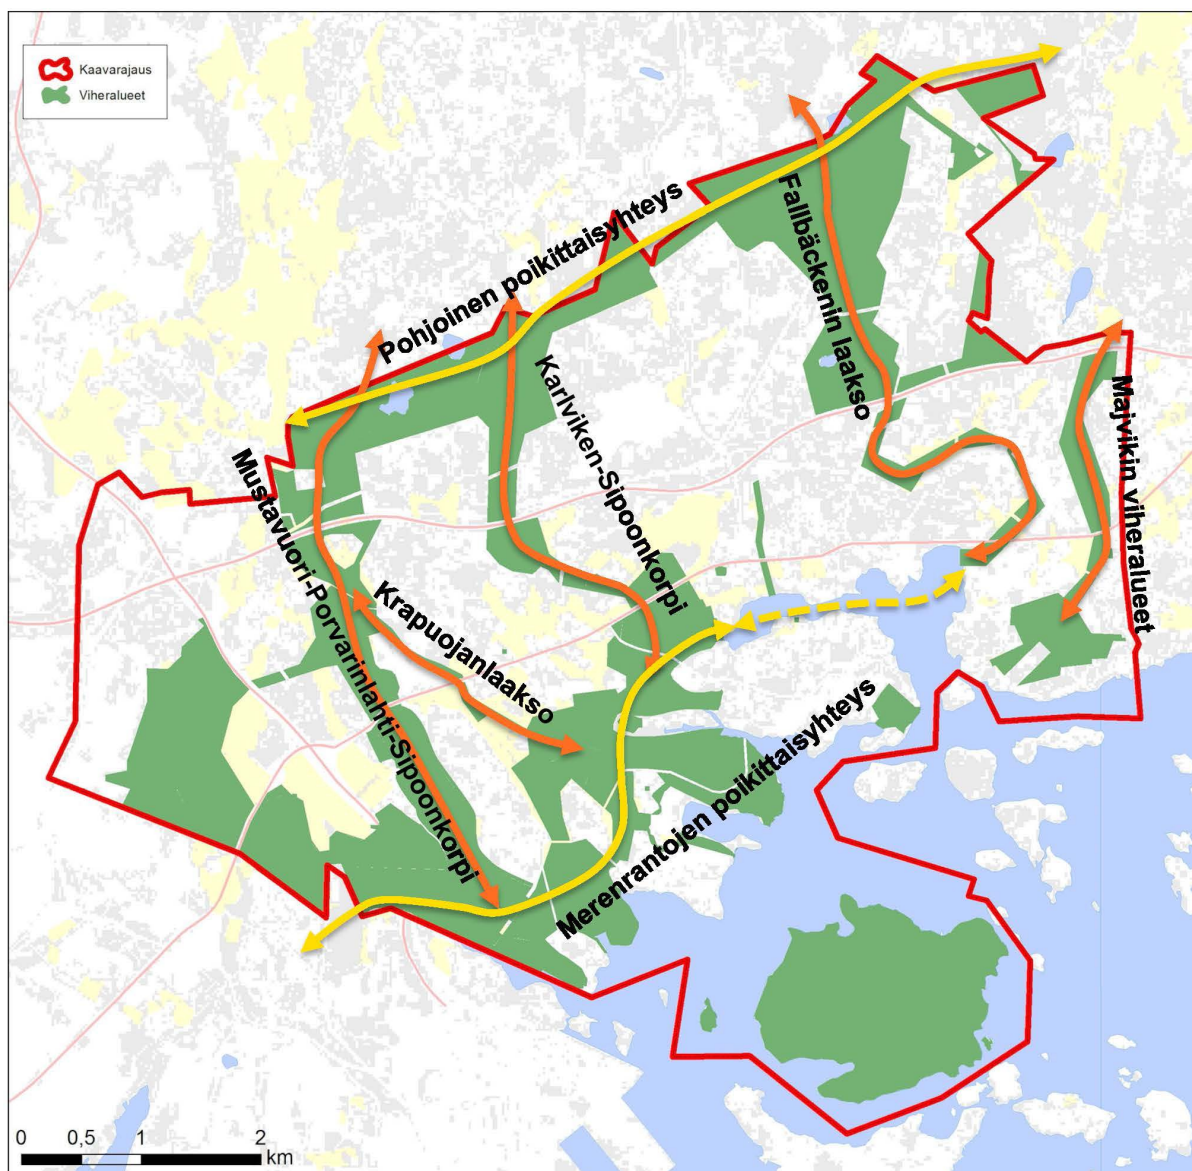 Kaavarajaus
Viheralueet
Pohjoinen poikittaisyhteys
Fallbäckenin laakso
Karlviken-Sipoonkorpi
Majvikin viheralueet
Mustavuori-Porvarinlahti-Sipoonkorpi
Krapuojanlaakso
Merenrantojen poikittaisyhteys
0 0,5 1 2
km